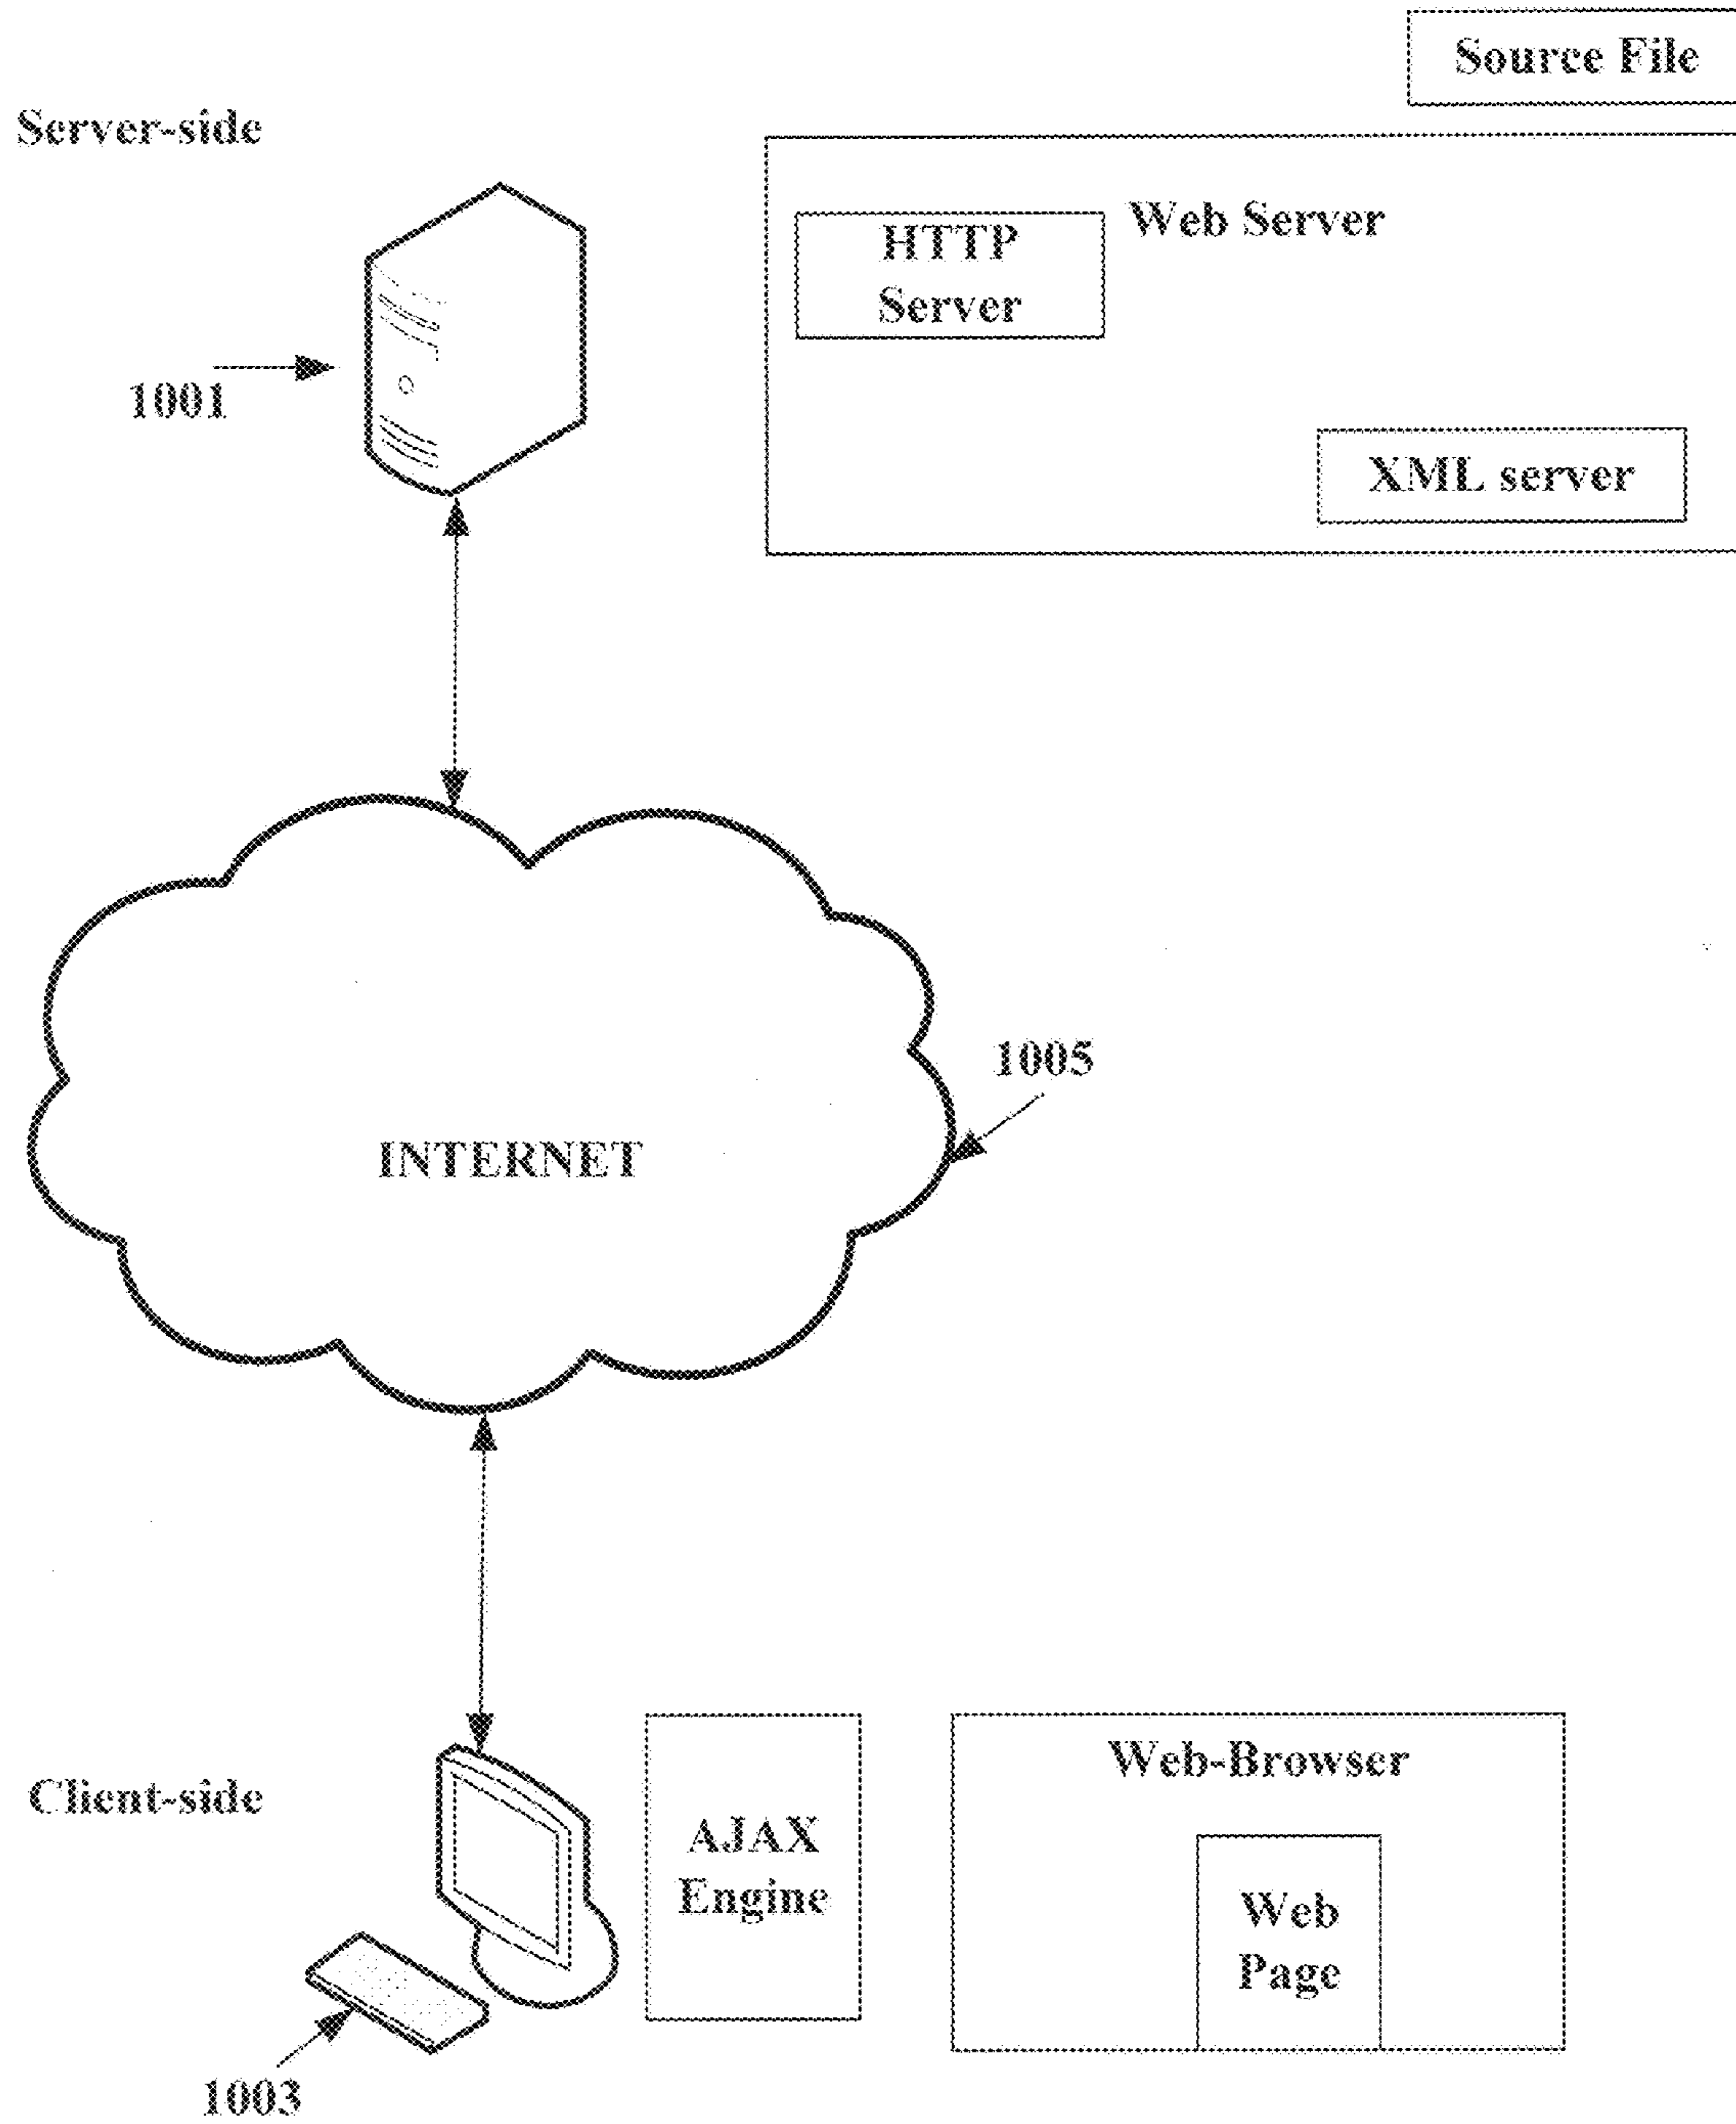 Source File
Server-side
Web Server
HTTP
Server
1001
XML server
1005
INTERNET
Client-side
Web-Browser
AJAX
Engine
Web
Page
1003